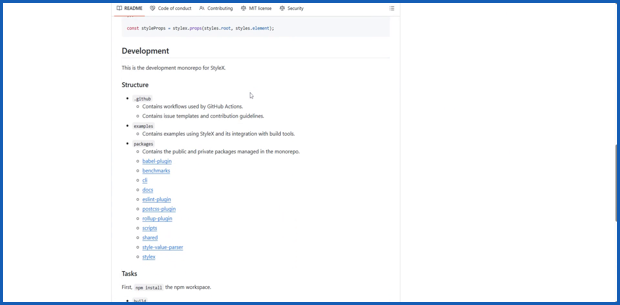 README Code of conduct Contributing MIT license Security
const styleProps = styles.props(styles.root, styles.element);
Development
This is the development monorepo for StyleX.
Structure
.github
Contains workflows used by GitHub Actions.
Contains issue templates and contribution guidelines.
examples
Contains examples using StyleX and its integration with build tools.
packages
Contains the public and private packages managed in the monorepo.
babel-plugin
benchmarks
cli
docs
eslint-plugin
postcss-plugin
rollup-plugin
scripts
shared
style-value-parser
styles
Tasks
First, npm install the npm workspace.
build